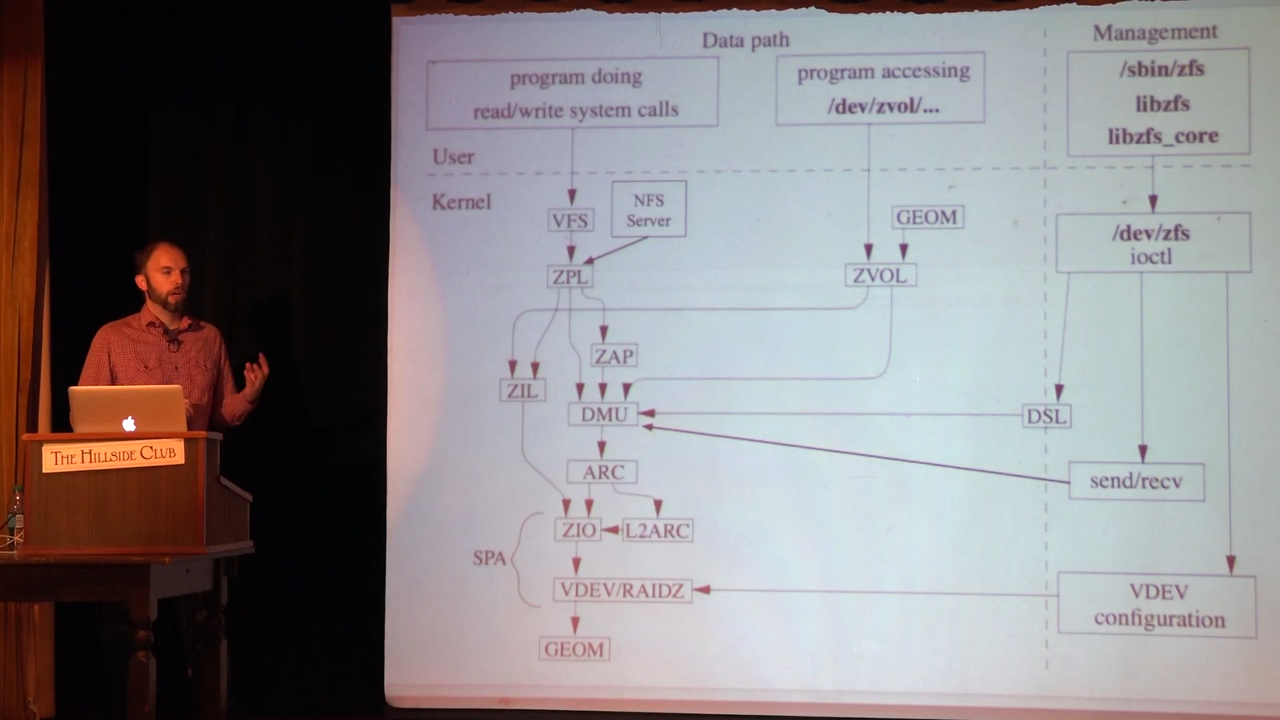 Data path
Management
program doing
read/write system calls
program accessing
/dev/zvol/...
/sbin/zfs
libzfs
libzfs_core
User
Kernel
VFS
NFS
Server
GEOM
/dev/zfs
ioctl
ZPL
ZVOL
ZAP
ZIL
DMU
DSL
ARC
send/recv
ZIO
L2ARC
SPA
VDEV/RAIDZ
VDEV
configuration
GEOM
THE HILLSIDE CLUB